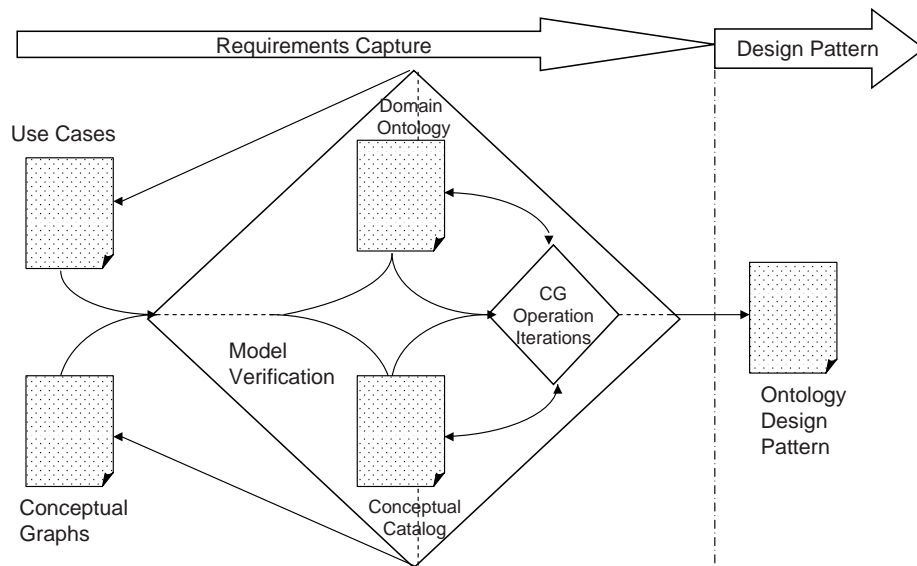 Requirements Capture
Design Pattern
Use Cases
Domain
Ontology
CG
Operation
Iterations
Model
Verification
Conceptual
Graphs
Conceptual
Catalog
Ontology
Design
Pattern